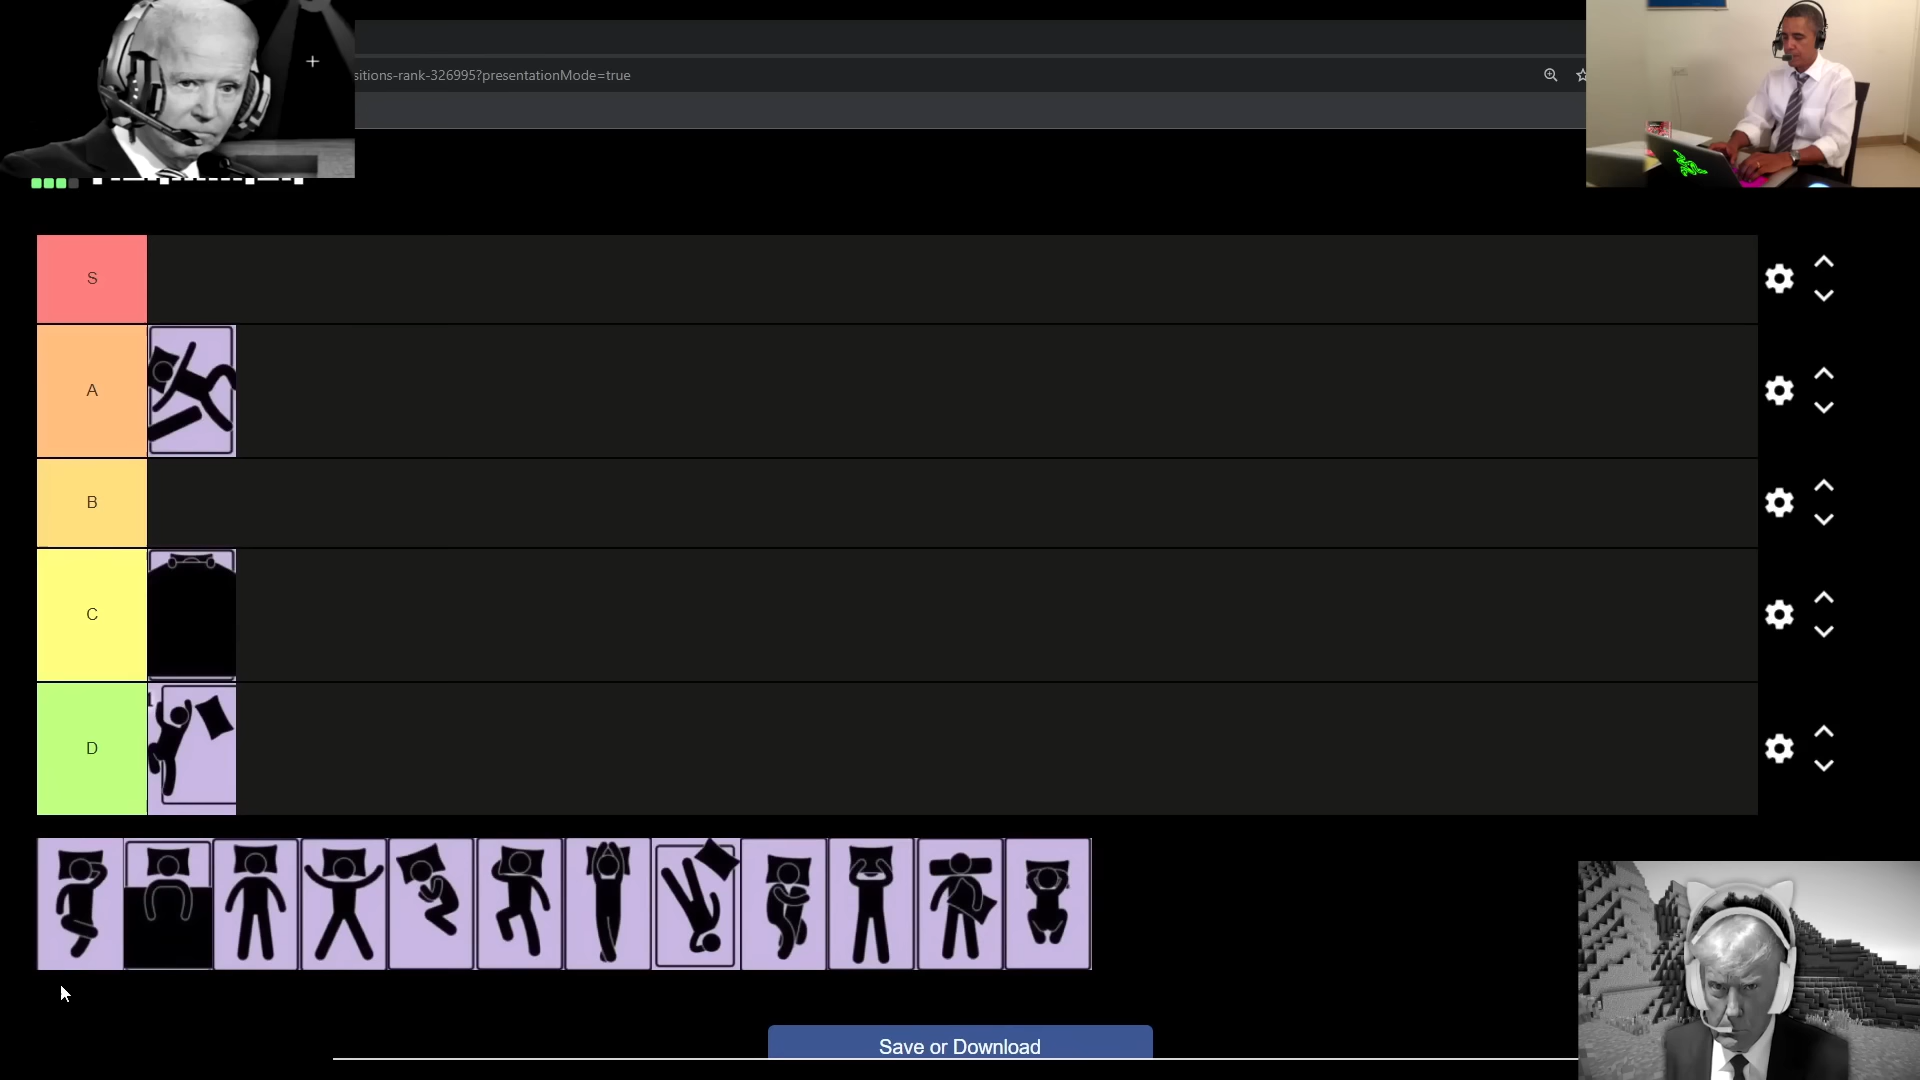 sitions-rank-326995?presentationMode=true
S
A
B
C
D
Save or Download